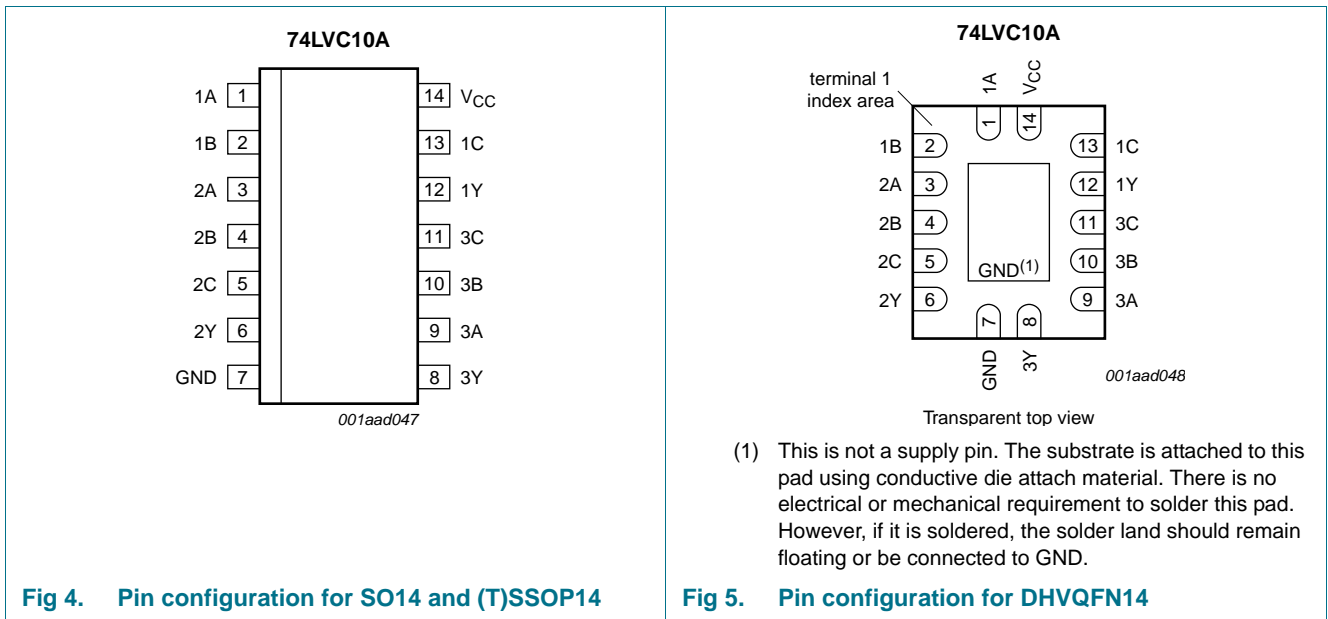 74LVC10A
1A 1 14 VCC
1B 2 13 1C
2A 3 12 1Y
2B 4 11 3C
2C 5 10 3B
2Y 6 9 3A
GND 7 8 3Y
001aad047
Fig 4. Pin configuration for SO14 and (T)SSOP14
74LVC10A
terminal 1
index area
1A VCC
1 14
1B 2 13 1C
2A 3 12 1Y
2B 4 11 3C
2C 5 10 3B
GND(1)
2Y 6 9 3A
7 8
GND 3Y
001aad048
Transparent top view
(1) This is not a supply pin. The substrate is attached to this
pad using conductive die attach material. There is no
electrical or mechanical requirement to solder this pad.
However, if it is soldered, the solder land should remain
floating or be connected to GND.
Fig 5. Pin configuration for DHVQFN14